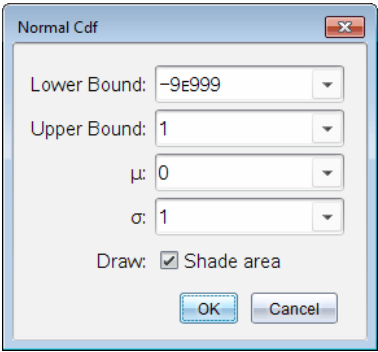 Normal Cdf
Lower Bound: -9ᴇ999
Upper Bound: 1
μ: 0
σ: 1
Draw: Shade area
OK Cancel